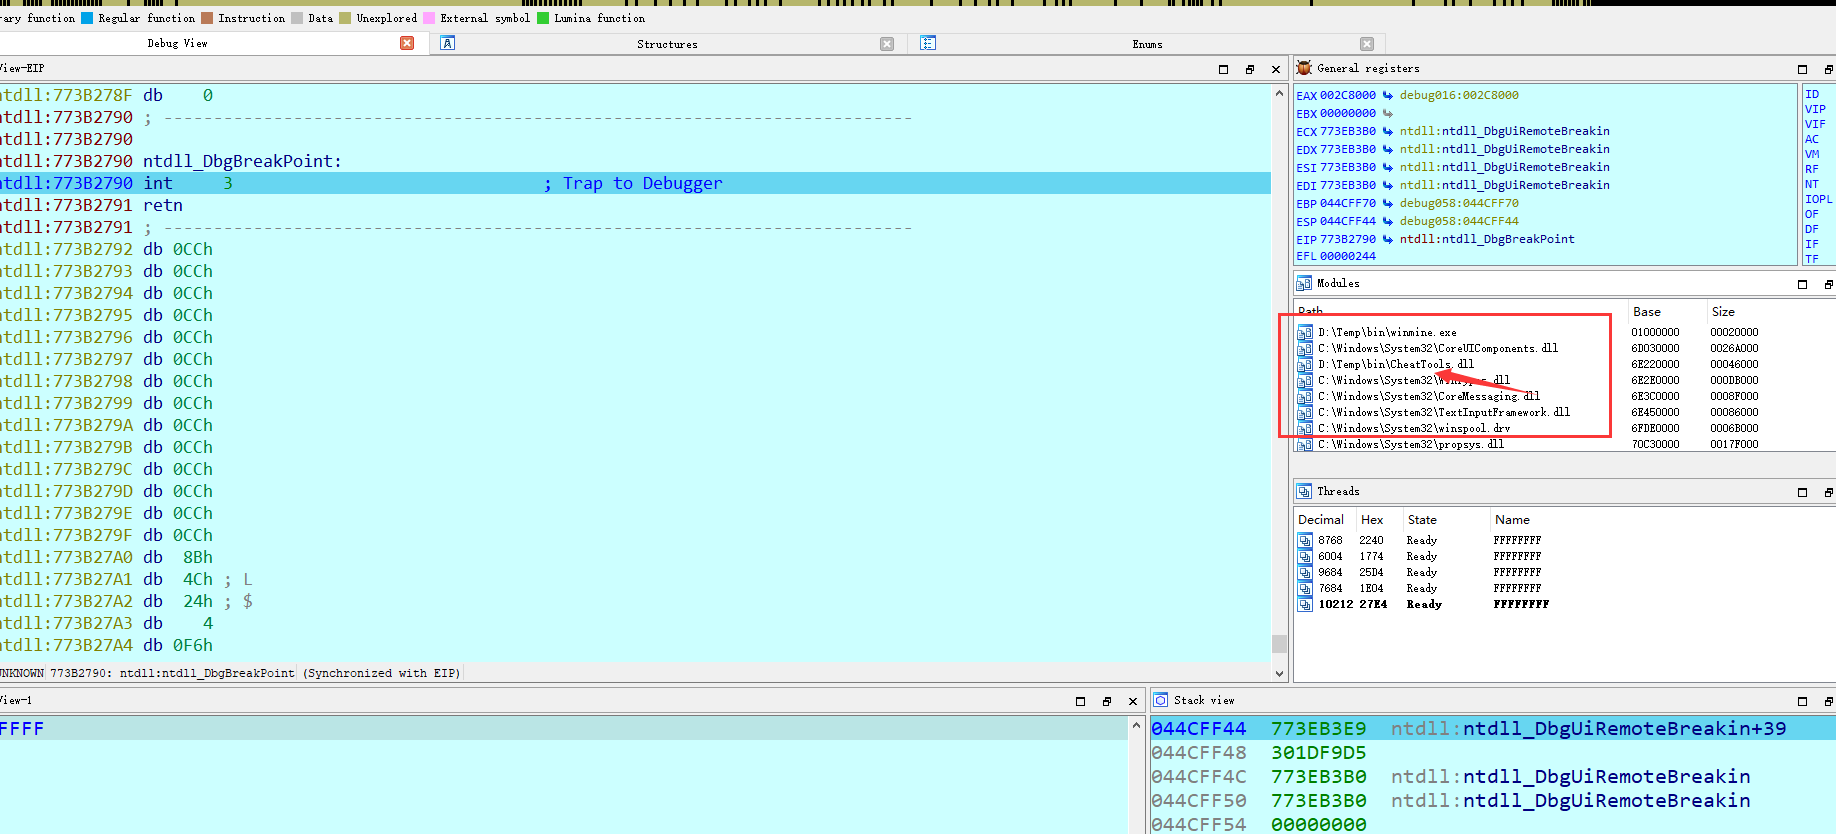 rary function Regular function Instruction Data Unexplored External symbol Lumina function
Debug View Structures Enums
View-EIP
ntdll:773B278F db 0
ntdll:773B2790 ; ---------------------------------------------------------------------------
ntdll:773B2790
ntdll:773B2790 ntdll_DbgBreakPoint:
ntdll:773B2790 int 3 ; Trap to Debugger
ntdll:773B2791 retn
ntdll:773B2791 ; ---------------------------------------------------------------------------
ntdll:773B2792 db 0CCh
ntdll:773B2793 db 0CCh
ntdll:773B2794 db 0CCh
ntdll:773B2795 db 0CCh
ntdll:773B2796 db 0CCh
ntdll:773B2797 db 0CCh
ntdll:773B2798 db 0CCh
ntdll:773B2799 db 0CCh
ntdll:773B279A db 0CCh
ntdll:773B279B db 0CCh
ntdll:773B279C db 0CCh
ntdll:773B279D db 0CCh
ntdll:773B279E db 0CCh
ntdll:773B279F db 0CCh
ntdll:773B27A0 db 8Bh
ntdll:773B27A1 db 4Ch ; L
ntdll:773B27A2 db 24h ; $
ntdll:773B27A3 db 4
ntdll:773B27A4 db 0F6h
UNKNOWN 773B2790: ntdll:ntdll_DbgBreakPoint (Synchronized with EIP)
General registers
EAX 002C8000 debug016:002C8000
EBX 00000000
ECX 773EB3B0 ntdll:ntdll_DbgUiRemoteBreakin
EDX 773EB3B0 ntdll:ntdll_DbgUiRemoteBreakin
ESI 773EB3B0 ntdll:ntdll_DbgUiRemoteBreakin
EDI 773EB3B0 ntdll:ntdll_DbgUiRemoteBreakin
EBP 044CFF70 debug058:044CFF70
ESP 044CFF44 debug058:044CFF44
EIP 773B2790 ntdll:ntdll_DbgBreakPoint
EFL 00000244
ID
VIP
VIF
AC
VM
RF
NT
IOPL
OF
DF
IF
TF
Modules
Path Base Size
D:\Temp\bin\winmine.exe 01000000 00020000
C:\Windows\System32\CoreUIComponents.dll 6D030000 0026A000
D:\Temp\bin\CheatTools.dll 6E220000 00046000
C:\Windows\System32\ 6E2E0000 000DB000
C:\Windows\System32\CoreMessaging.dll 6E3C0000 0008F000
C:\Windows\System32\TextInputFramework.dll 6E450000 00086000
C:\Windows\System32\winspool.drv 6FDE0000 0006B000
C:\Windows\System32\propsys.dll 70C30000 0017F000
Threads
Decimal Hex State Name
8768 2240 Ready FFFFFFFF
6004 1774 Ready FFFFFFFF
9684 25D4 Ready FFFFFFFF
7684 1E04 Ready FFFFFFFF
10212 27E4 Ready FFFFFFFF
View-1
FFFF
Stack view
044CFF44 773EB3E9 ntdll:ntdll_DbgUiRemoteBreakin+39
044CFF48 301DF9D5
044CFF4C 773EB3B0 ntdll:ntdll_DbgUiRemoteBreakin
044CFF50 773EB3B0 ntdll:ntdll_DbgUiRemoteBreakin
044CFF54 00000000